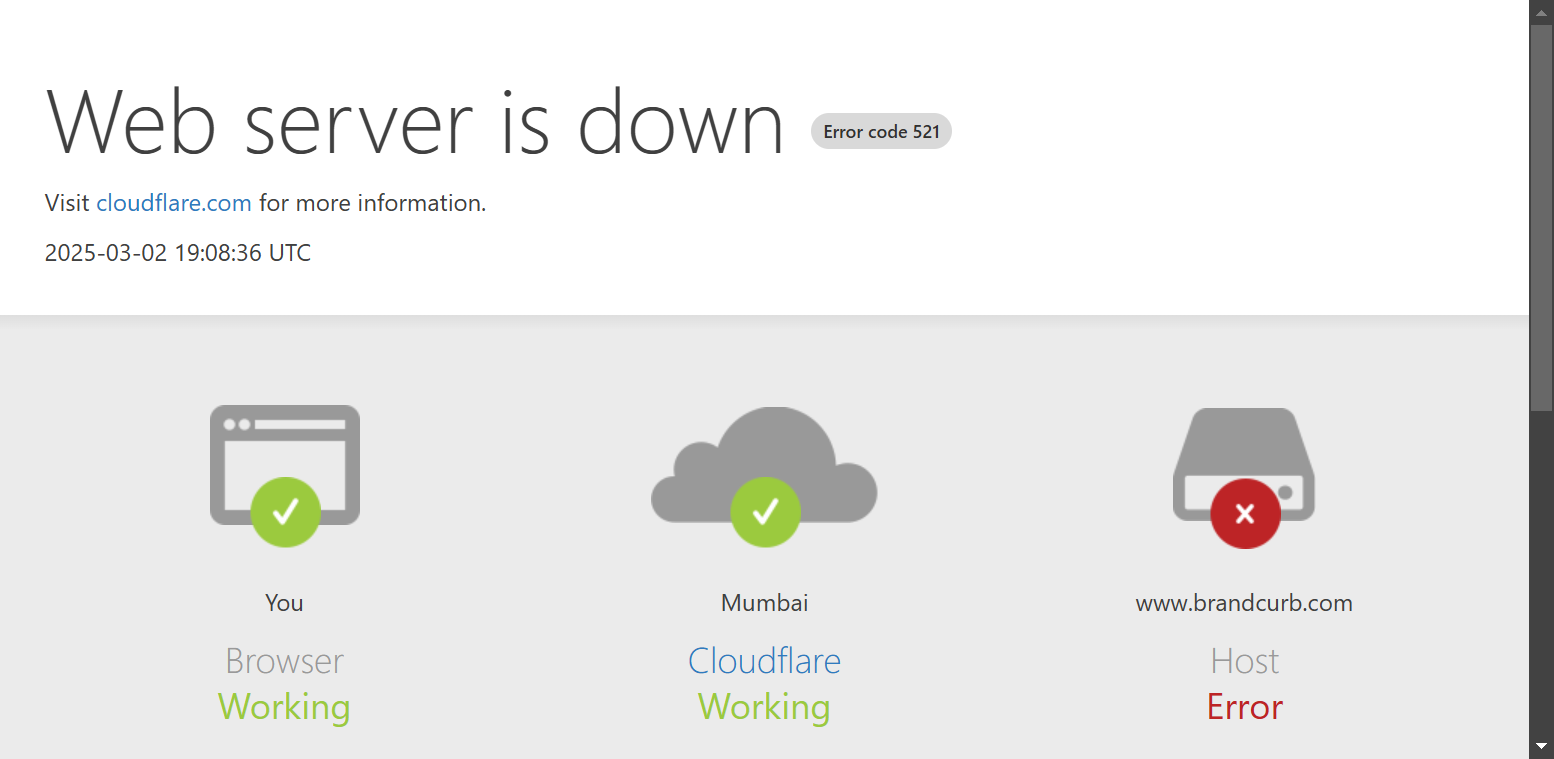 Web server is down Error code 521
Visit cloudflare.com for more information.
2025-03-02 19:08:36 UTC
You
Browser
Working
Mumbai
Cloudflare
Working
www.brandcurb.com
Host
Error